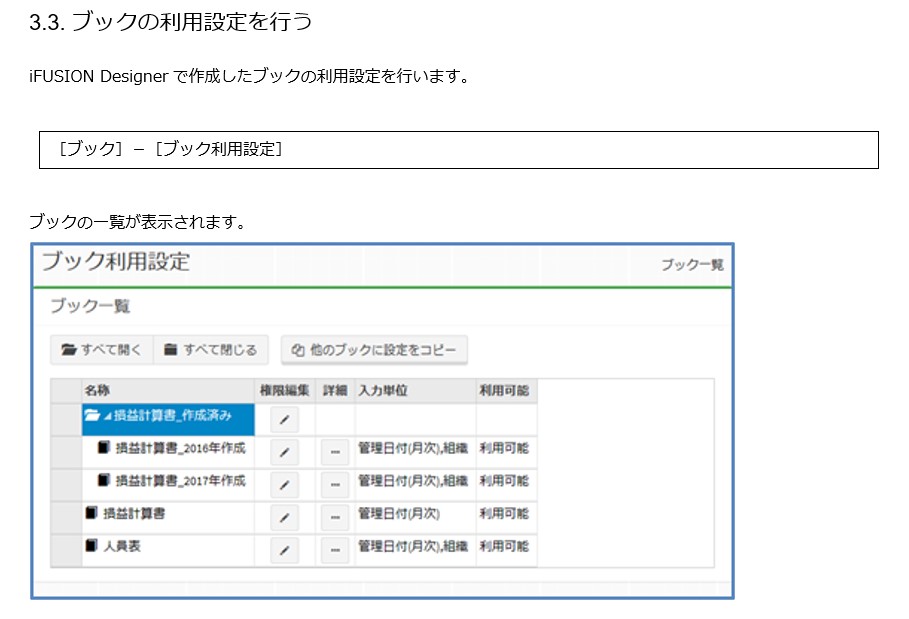 3.3. ブックの利用設定を行う
iFUSION Designer で作成したブックの利用設定を行います。
［ブック］－［ブック利用設定］
ブックの一覧が表示されます。
ブック利用設定 ブック一覧
ブック一覧
すべて開く すべて閉じる 他のブックに設定をコピー
名称 権限編集 詳細 入力単位 利用可能
損益計算書_作成済み
損益計算書_2016年作成 ... 管理日付(月次),組織 利用可能
損益計算書_2017年作成 ... 管理日付(月次),組織 利用可能
損益計算書 ... 管理日付(月次) 利用可能
人員表 ... 管理日付(月次),組織 利用可能